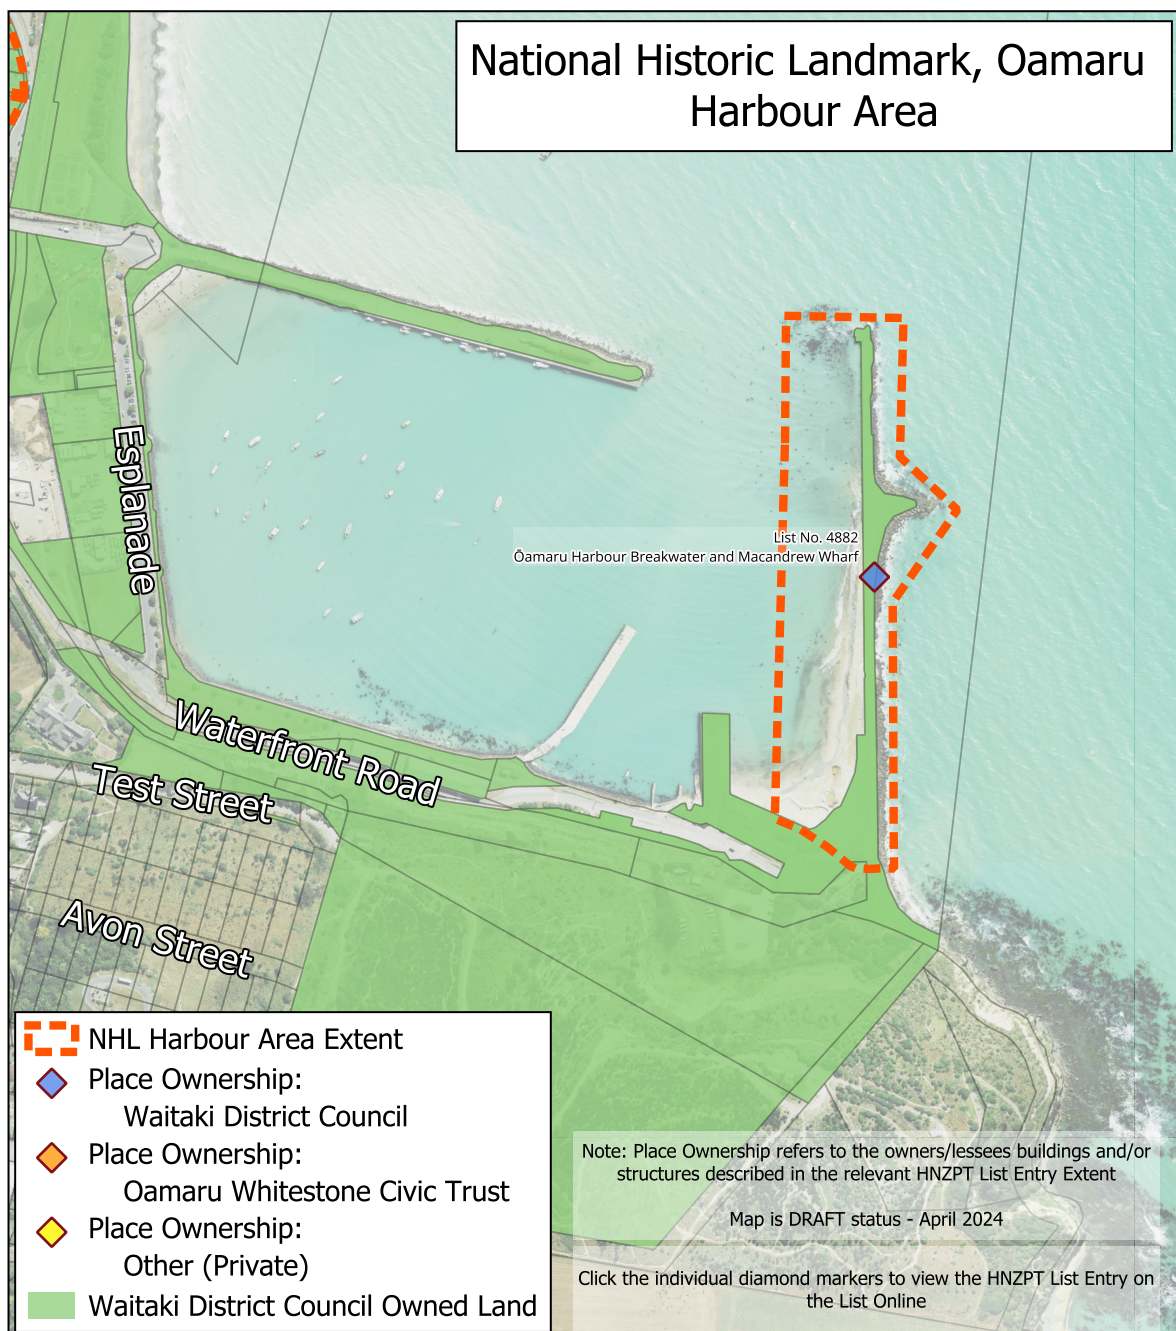 National Historic Landmark, Oamaru
Harbour Area
List No. 4882
Ōamaru Harbour Breakwater and Macandrew Wharf
Esplanade
Waterfront Road
Test Street
Avon Street
NHL Harbour Area Extent
Place Ownership:
Waitaki District Council
Place Ownership:
Oamaru Whitestone Civic Trust
Place Ownership:
Other (Private)
Waitaki District Council Owned Land
Note: Place Ownership refers to the owners/lessees buildings and/or
structures described in the relevant HNZPT List Entry Extent
Map is DRAFT status - April 2024
Click the individual diamond markers to view the HNZPT List Entry on
the List Online